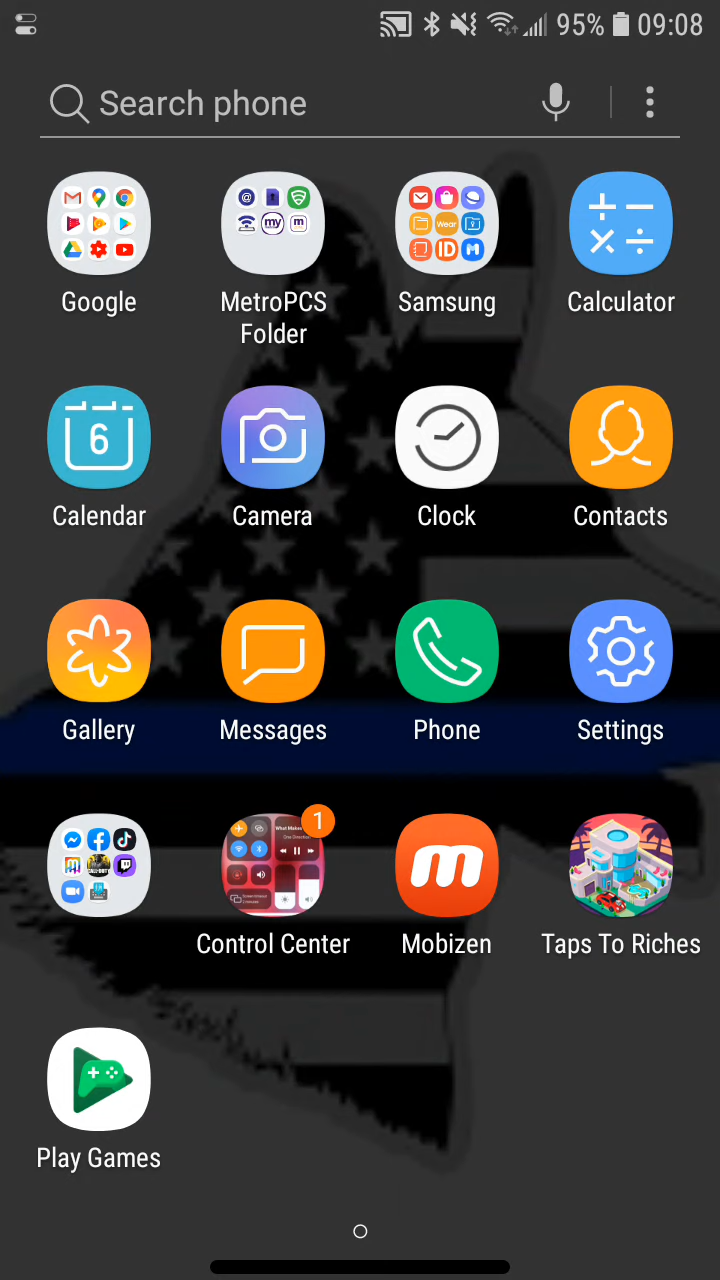 95% 09:08
Search phone
Google
MetroPCS
Folder
Samsung
Calculator
6
Calendar
Camera
Clock
Contacts
Gallery
Messages
Phone
Settings
1
Control Center
Mobizen
Taps To Riches
Play Games